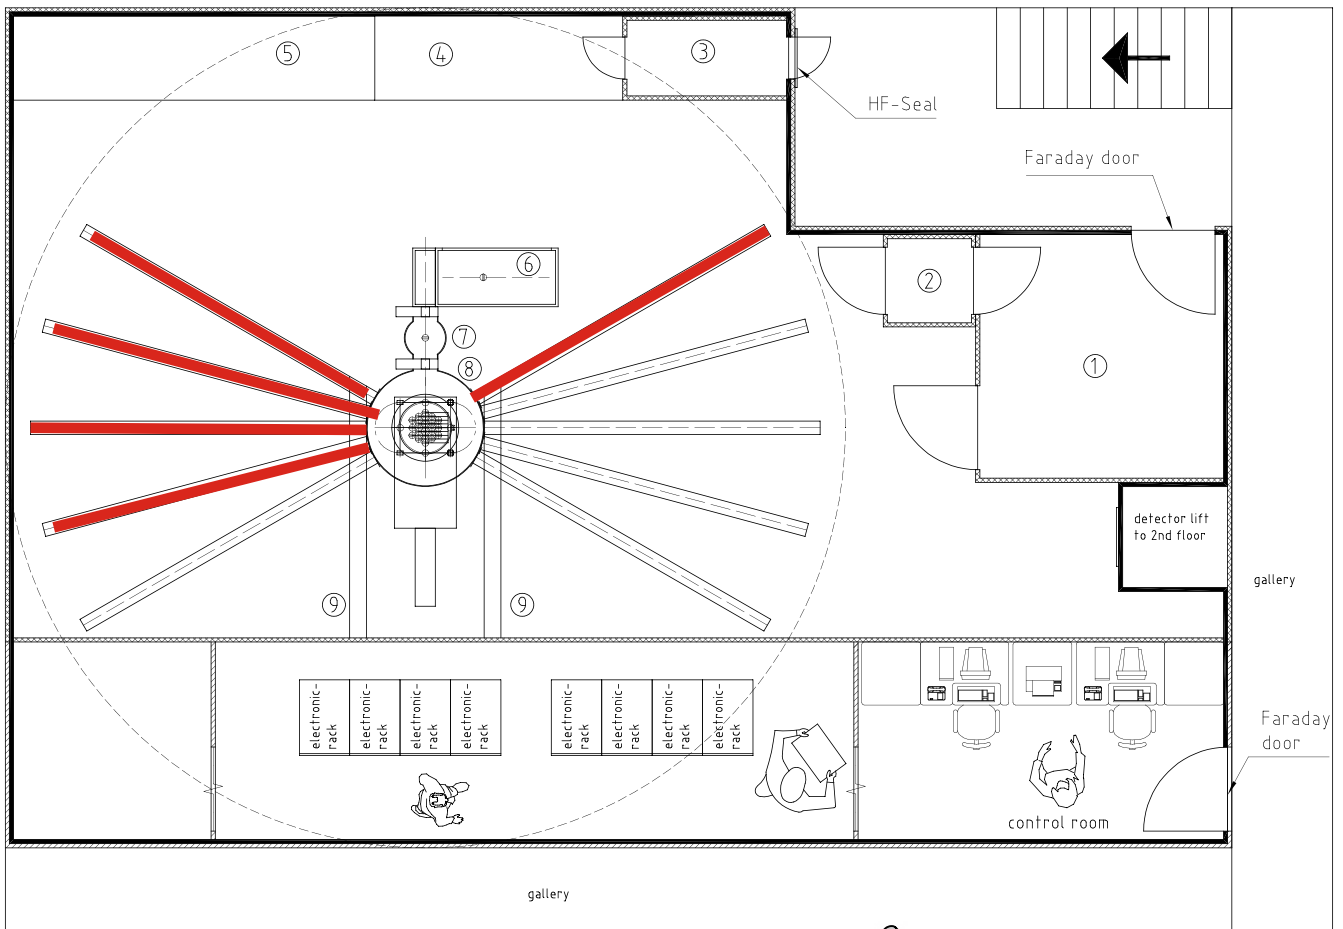 5
4
3
HF-Seal
Faraday door
6
2
7
8
1
detector lift
to 2nd floor
gallery
9
9
electronic-
rack
electronic-
rack
electronic-
rack
electronic-
rack
electronic-
rack
electronic-
rack
electronic-
rack
electronic-
rack
Faraday
door
control room
gallery